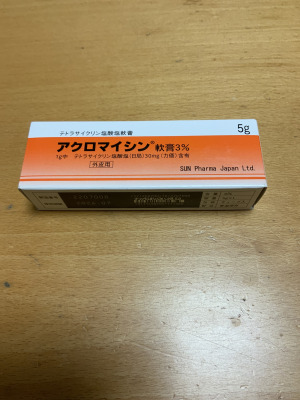 テトラサイクリン塩酸塩軟膏
5g
アクロマイシン®軟膏3%
1g中 テトラサイクリン塩酸塩(日局)30mg(力価)含有
外皮用
SUN Pharma Japan Ltd.